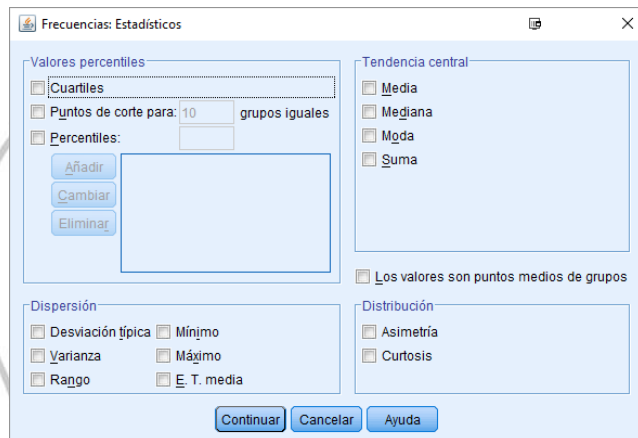 Frecuencias: Estadísticos
Valores percentiles
Cuartiles
Puntos de corte para: 10 grupos iguales
Percentiles:
Añadir
Cambiar
Eliminar
Tendencia central
Media
Mediana
Moda
Suma
Los valores son puntos medios de grupos
Dispersión
Desviación típica Mínimo
Varianza Máximo
Rango E. T. media
Distribución
Asimetría
Curtosis
Continuar Cancelar Ayuda